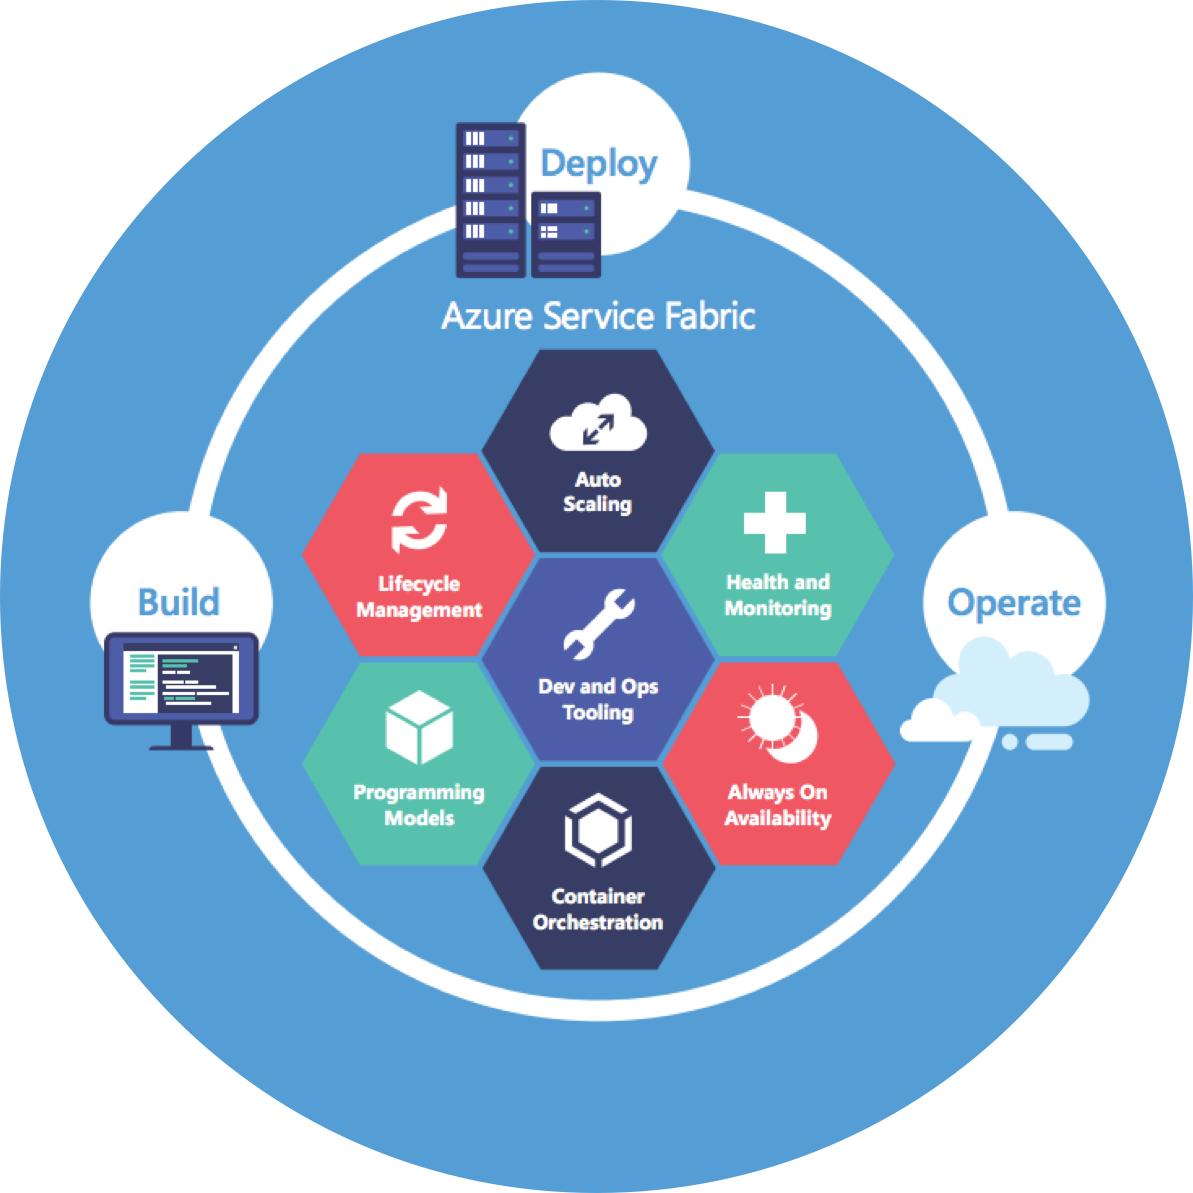 Deploy
Azure Service Fabric
Auto
Scaling
Lifecycle
Management
Health and
Monitoring
Build
Operate
Dev and Ops
Tooling
Programming
Models
Always On
Availability
Container
Orchestration